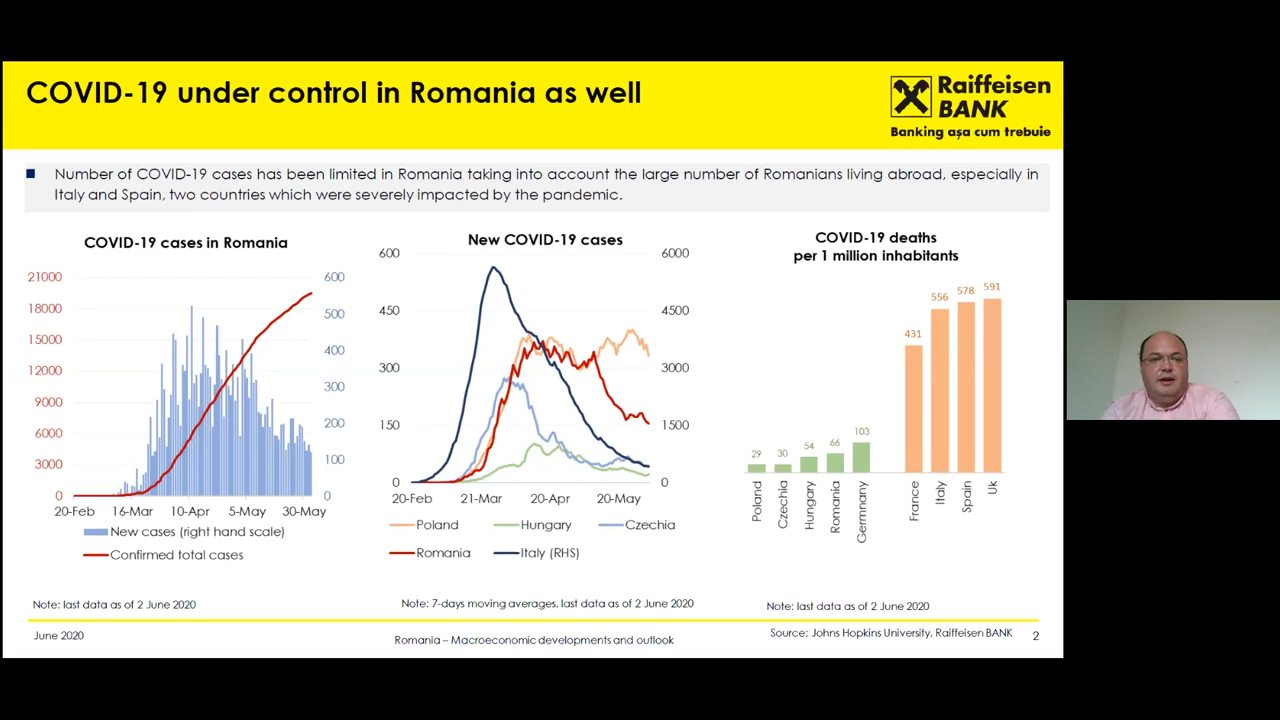 COVID-19 under control in Romania as well
Raiffeisen
BANK
Banking așa cum trebuie
Number of COVID-19 cases has been limited in Romania taking into account the large number of Romanians living abroad, especially in
Italy and Spain, two countries which were severely impacted by the pandemic.
COVID-19 cases in Romania
21000
18000
15000
12000
9000
6000
3000
0
600
500
400
300
200
100
0
20-Feb 16-Mar 10-Apr 5-May 30-May
New cases (right hand scale)
Confirmed total cases
Note: last data as of 2 June 2020
New COVID-19 cases
600
450
300
150
0
6000
4500
3000
1500
0
20-Feb 21-Mar 20-Apr 20-May
Poland Hungary Czechia
Romania Italy (RHS)
Note: 7-days moving averages, last data as of 2 June 2020
COVID-19 deaths
per 1 million inhabitants
29 30 54 66 103 431 556 578 591
Poland
Czechia
Hungary
Romania
Germnany
France
Italy
Spain
Uk
Note: last data as of 2 June 2020
June 2020
Romania – Macroeconomic developments and outlook
Source: Johns Hopkins University, Raiffeisen BANK
2